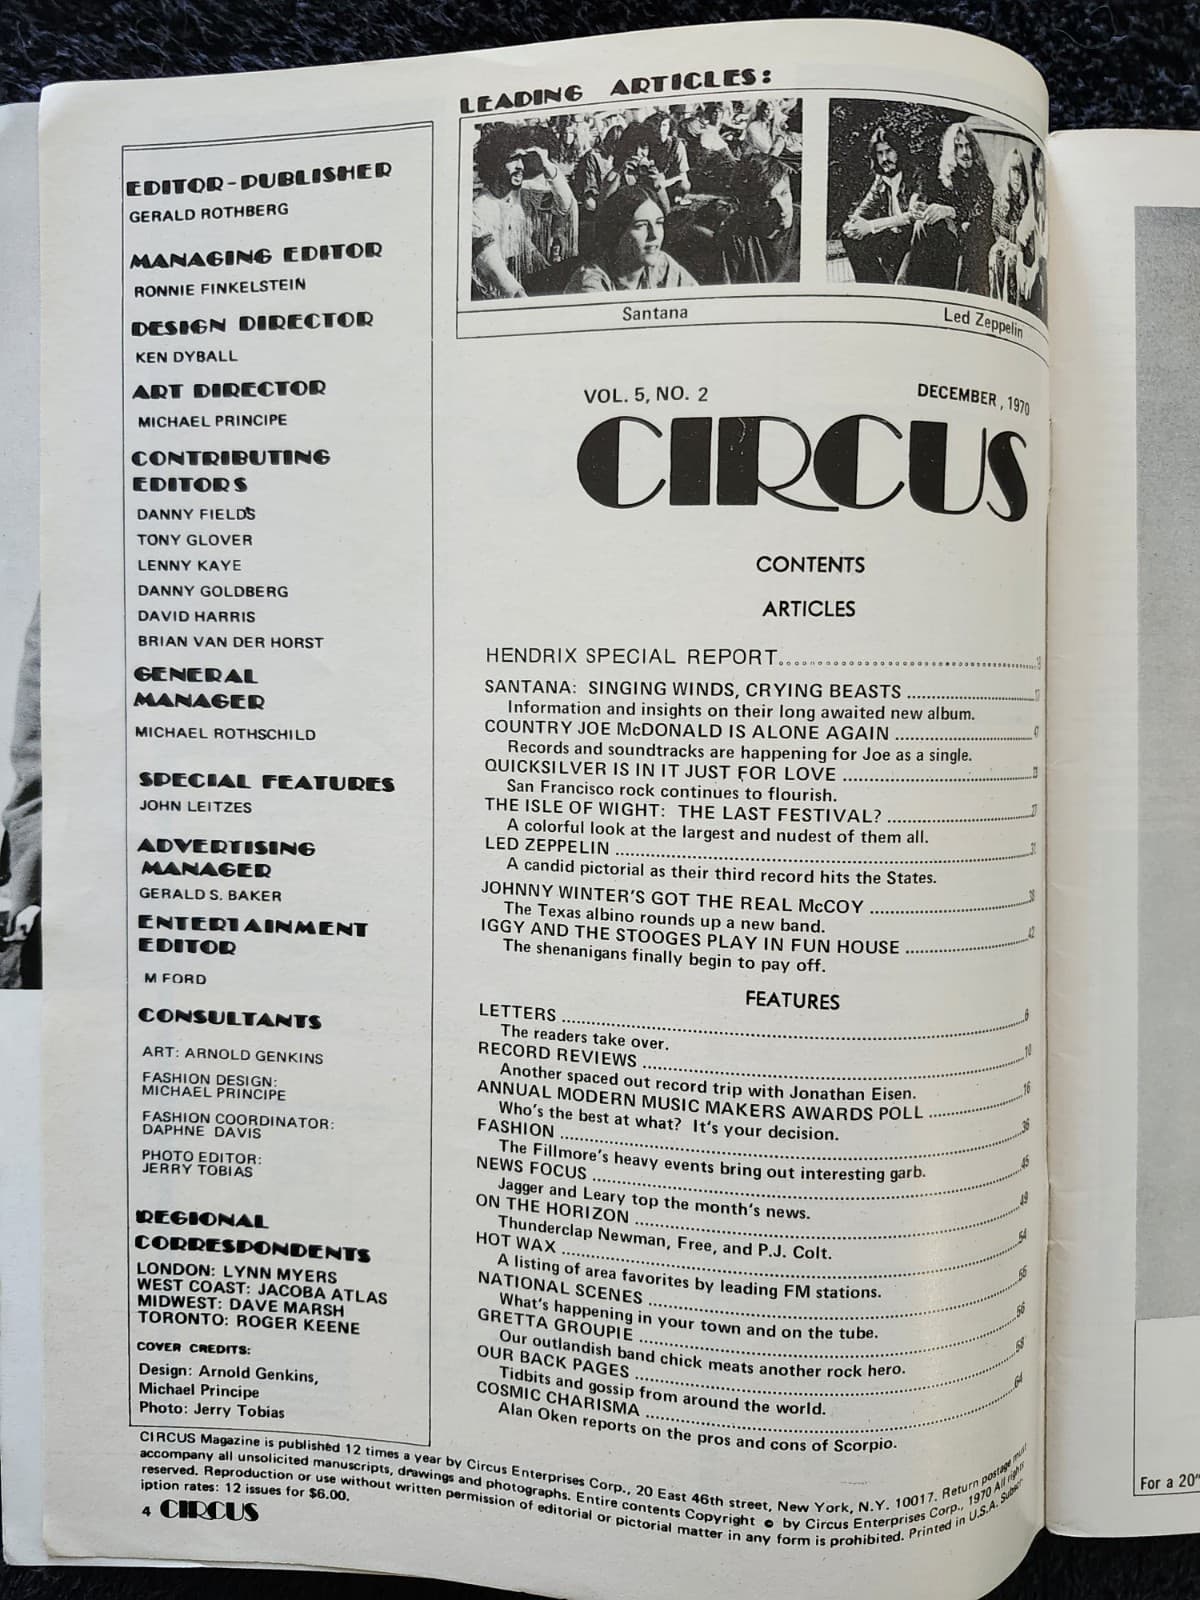 LEADING ARTICLES:
Santana
Led Zeppelin
EDITOR-PUBLISHER
GERALD ROTHBERG
MANAGING EDITOR
RONNIE FINKELSTEIN
DESIGN DIRECTOR
KEN DYBALL
ART DIRECTOR
MICHAEL PRINCIPE
CONTRIBUTING
EDITORS
DANNY FIELDS
TONY GLOVER
LENNY KAYE
DANNY GOLDBERG
DAVID HARRIS
BRIAN VAN DER HORST
GENERAL
MANAGER
MICHAEL ROTHSCHILD
SPECIAL FEATURES
JOHN LEITZES
ADVERTISING
MANAGER
GERALD S. BAKER
ENTERTAINMENT
EDITOR
M FORD
CONSULTANTS
ART: ARNOLD GENKINS
FASHION DESIGN:
MICHAEL PRINCIPE
FASHION COORDINATOR:
DAPHNE DAVIS
PHOTO EDITOR:
JERRY TOBIAS
REGIONAL
CORRESPONDENTS
LONDON: LYNN MYERS
WEST COAST: JACOBA ATLAS
MIDWEST: DAVE MARSH
TORONTO: ROGER KEENE
COVER CREDITS:
Design: Arnold Genkins,
Michael Principe
Photo: Jerry Tobias
VOL. 5, NO. 2 DECEMBER, 1970
CIRCUS
CONTENTS
ARTICLES
HENDRIX SPECIAL REPORT
SANTANA: SINGING WINDS, CRYING BEASTS
Information and insights on their long awaited new album.
COUNTRY JOE McDONALD IS ALONE AGAIN
Records and soundtracks are happening for Joe as a single.
QUICKSILVER IS IN IT JUST FOR LOVE
San Francisco rock continues to flourish.
THE ISLE OF WIGHT: THE LAST FESTIVAL?
A colorful look at the largest and nudest of them all.
LED ZEPPELIN
A candid pictorial as their third record hits the States.
JOHNNY WINTER'S GOT THE REAL McCOY
The Texas albino rounds up a new band.
IGGY AND THE STOOGES PLAY IN FUN HOUSE 42
The shenanigans finally begin to pay off.
FEATURES
LETTERS 6
The readers take over.
RECORD REVIEWS 10
Another spaced out record trip with Jonathan Eisen.
ANNUAL MODERN MUSIC MAKERS AWARDS POLL 16
Who's the best at what? It's your decision.
FASHION 36
The Fillmore's heavy events bring out interesting garb.
NEWS FOCUS 45
Jagger and Leary top the month's news.
ON THE HORIZON 49
Thunderclap Newman, Free, and P.J. Colt.
HOT WAX 54
A listing of area favorites by leading FM stations.
NATIONAL SCENES 55
What's happening in your town and on the tube.
GRETTA GROUPIE 56
Our outlandish band chick meats another rock hero.
OUR BACK PAGES 58
Tidbits and gossip from around the world.
COSMIC CHARISMA 64
Alan Oken reports on the pros and cons of Scorpio.
CIRCUS Magazine is published 12 times a year by Circus Enterprises Corp., 20 East 46th street, New York, N.Y. 10017. Return postage must
accompany all unsolicited manuscripts, drawings and photographs. Entire contents Copyright © by Circus Enterprises Corp., 1970 All rights
reserved. Reproduction or use without written permission of editorial or pictorial matter in any form is prohibited. Printed in U.S.A. Subscr
iption rates: 12 issues for $6.00.
4 CIRCUS
For a 20"